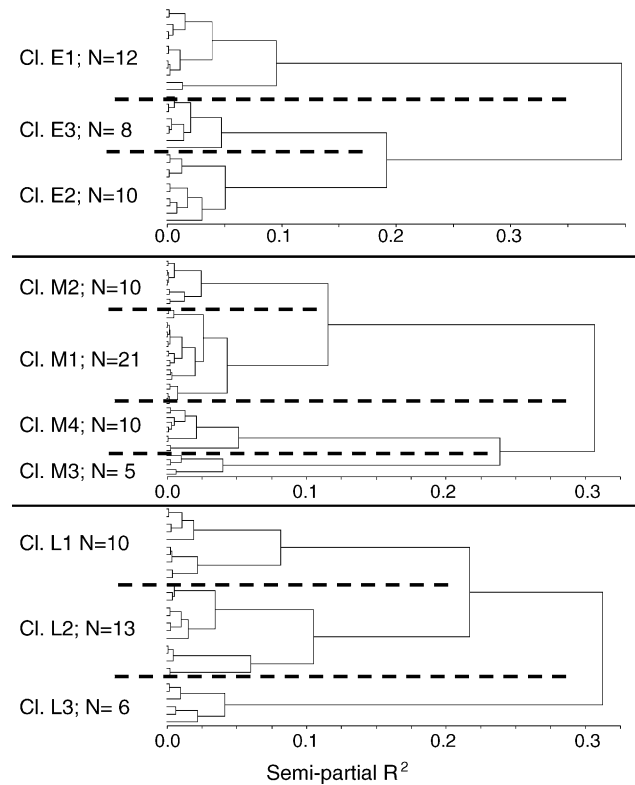 Cl. E1; N=12
Cl. E3; N= 8
Cl. E2; N=10
0.0 0.1 0.2 0.3
Cl. M2; N=10
Cl. M1; N=21
Cl. M4; N=10
Cl. M3; N= 5
0.0 0.1 0.2 0.3
Cl. L1 N=10
Cl. L2; N=13
Cl. L3; N= 6
0.0 0.1 0.2 0.3
Semi-partial R²